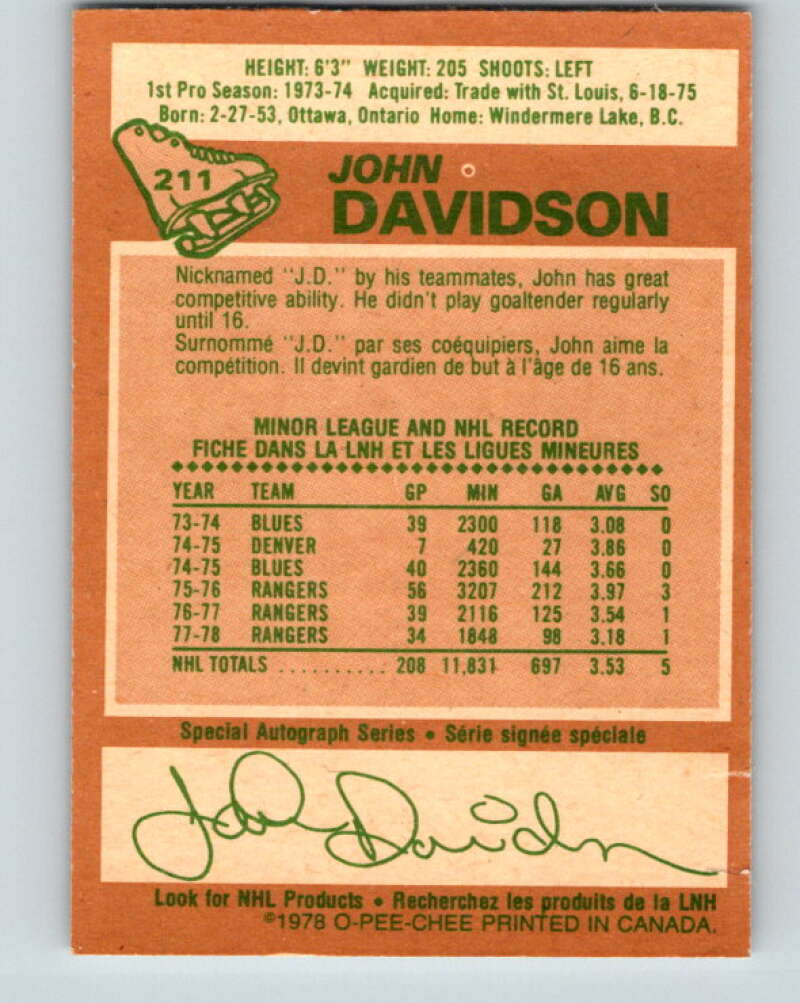 HEIGHT: 6'3" WEIGHT: 205 SHOOTS: LEFT
1st Pro Season: 1973-74 Acquired: Trade with St. Louis, 6-18-75
Born: 2-27-53, Ottawa, Ontario Home: Windermere Lake, B.C.
211
JOHN
DAVIDSON
Nicknamed "J.D." by his teammates, John has great
competitive ability. He didn't play goaltender regularly
until 16.
Surnommé "J.D." par ses coéquipiers, John aime la
compétition. Il devint gardien de but à l'âge de 16 ans.
MINOR LEAGUE AND NHL RECORD
FICHE DANS LA LNH ET LES LIGUES MINEURES
YEAR TEAM GP MIN GA AVG SO
73-74 BLUES 39 2300 118 3.08 0
74-75 DENVER 7 420 27 3.86 0
74-75 BLUES 40 2360 144 3.66 0
75-76 RANGERS 56 3207 212 3.97 3
76-77 RANGERS 39 2116 125 3.54 1
77-78 RANGERS 34 1848 98 3.18 1
NHL TOTALS .......... 208 11,831 697 3.53 5
Special Autograph Series • Série signée spéciale
John Davidson
Look for NHL Products • Recherchez les produits de la LNH
©1978 O-PEE-CHEE PRINTED IN CANADA.